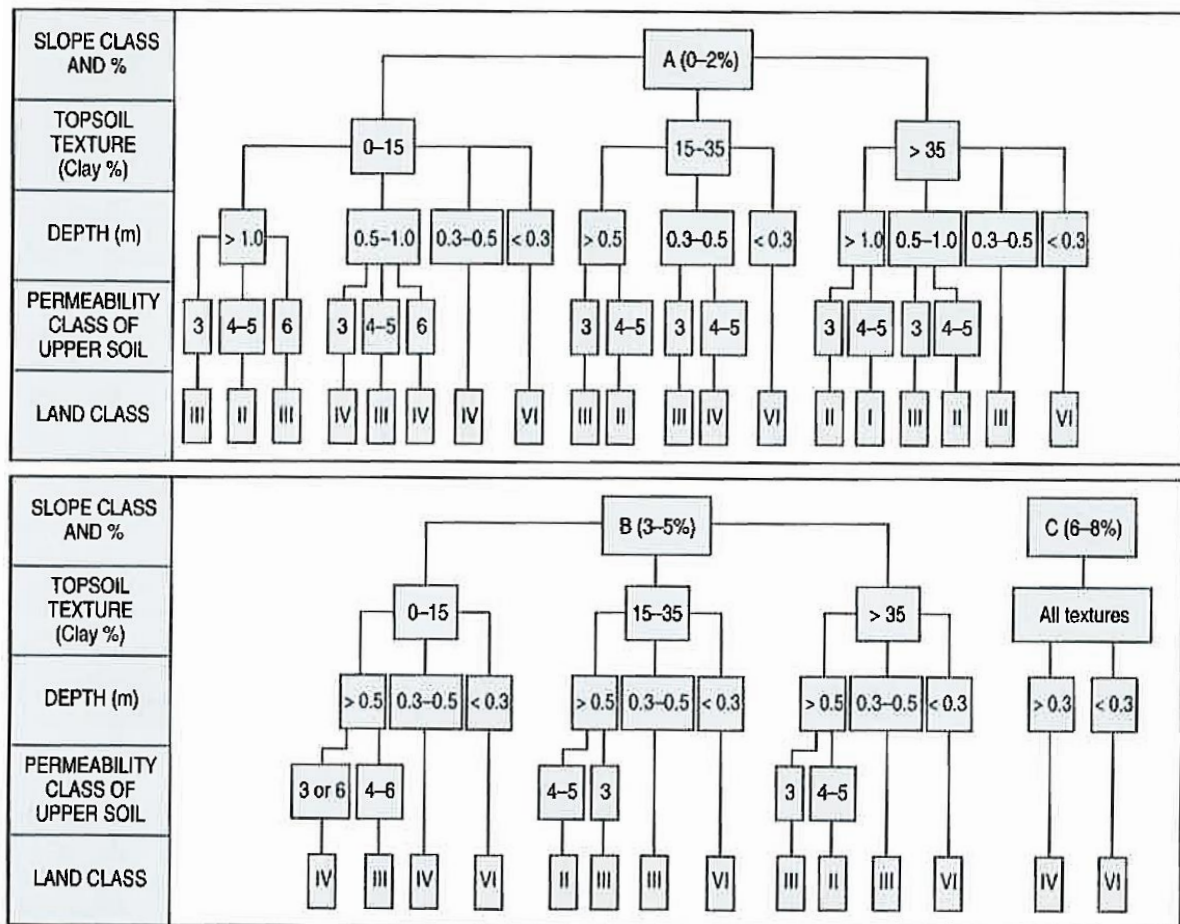 SLOPE CLASS
AND %
A (0–2%)
TOPSOIL
TEXTURE
(Clay %)
0–15
15–35
> 35
DEPTH (m)
> 1.0
0.5–1.0
0.3–0.5
< 0.3
> 0.5
0.3–0.5
< 0.3
> 1.0
0.5–1.0
0.3–0.5
< 0.3
PERMEABILITY
CLASS OF
UPPER SOIL
3
4–5
6
3
4–5
6
3
4–5
3
4–5
3
4–5
3
4–5
LAND CLASS
III
II
III
IV
III
IV
IV
VI
III
II
III
IV
VI
II
I
III
II
III
VI
SLOPE CLASS
AND %
B (3–5%)
C (6–8%)
TOPSOIL
TEXTURE
(Clay %)
0–15
15–35
> 35
All textures
DEPTH (m)
> 0.5
0.3–0.5
< 0.3
> 0.5
0.3–0.5
< 0.3
> 0.5
0.3–0.5
< 0.3
> 0.3
< 0.3
PERMEABILITY
CLASS OF
UPPER SOIL
3 or 6
4–6
4–5
3
3
4–5
LAND CLASS
IV
III
IV
VI
II
III
III
VI
III
II
III
VI
IV
VI